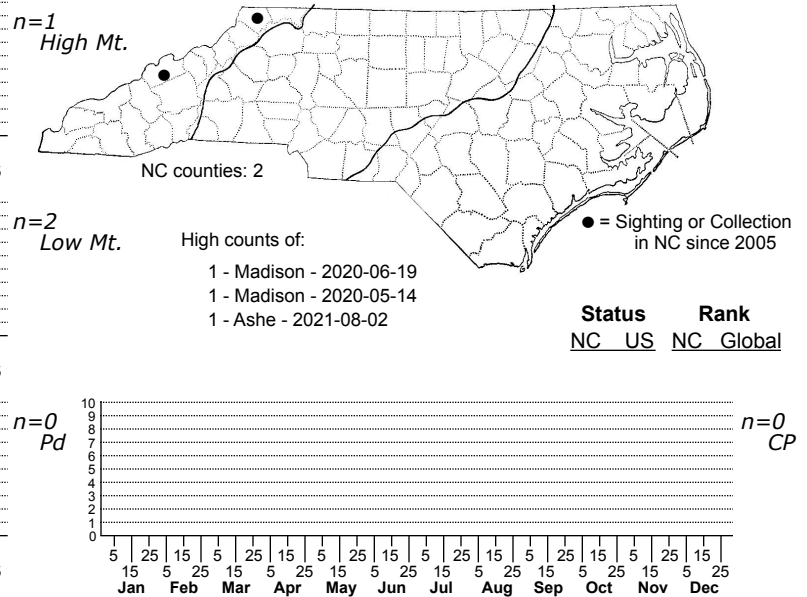 n=1
High Mt.
NC counties: 2
n=2
Low Mt.
High counts of:
1 - Madison - 2020-06-19
1 - Madison - 2020-05-14
1 - Ashe - 2021-08-02
● = Sighting or Collection
in NC since 2005
Status Rank
NC US NC Global
n=0
Pd
n=0
CP
10
9
8
7
6
5
4
3
2
1
0
5 25 15 5 25 15 5 25 15 5 25 15 5 25 15 5 25 15
15 5 25 15 5 25 15 5 25 15 5 25 15 5 25 15 5 25
Jan Feb Mar Apr May Jun Jul Aug Sep Oct Nov Dec